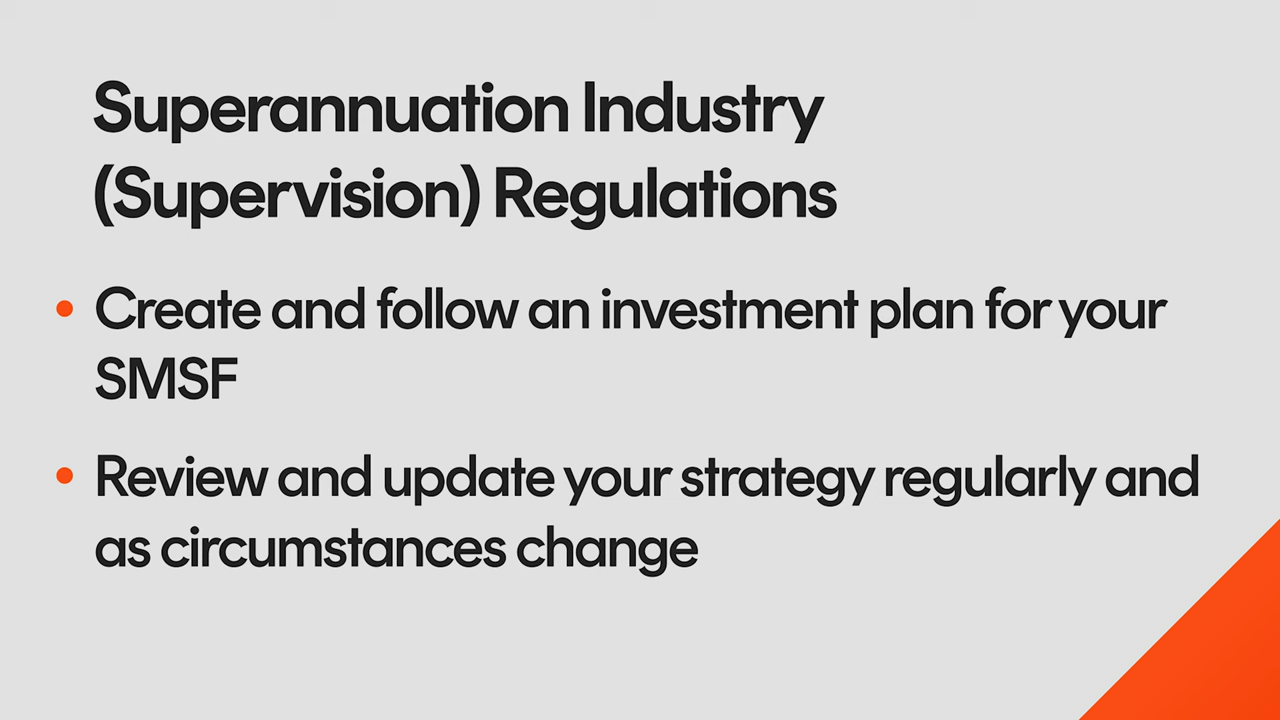 Superannuation Industry
(Supervision) Regulations
• Create and follow an investment plan for your
SMSF
• Review and update your strategy regularly and
as circumstances change